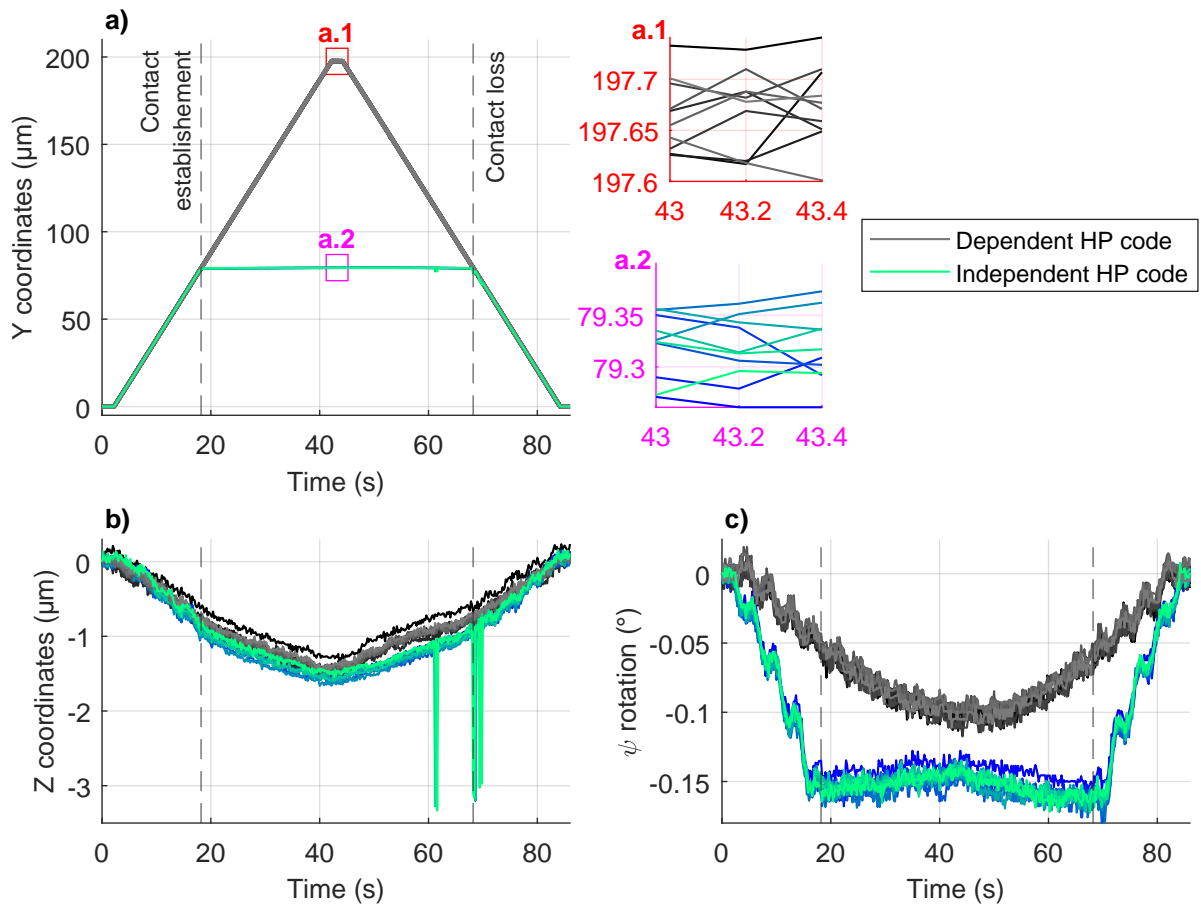 a)
a.1
a.2
Contact
establishement
Contact loss
Y coordinates (μm)
200
150
100
50
0
0
20
40
60
80
Time (s)
a.1
197.7
197.65
197.6
43
43.2
43.4
a.2
79.35
79.3
43
43.2
43.4
Dependent HP code
Independent HP code
b)
Z coordinates (μm)
0
-1
-2
-3
0
20
40
60
80
Time (s)
c)
ψ rotation (°)
0
-0.05
-0.1
-0.15
0
20
40
60
80
Time (s)